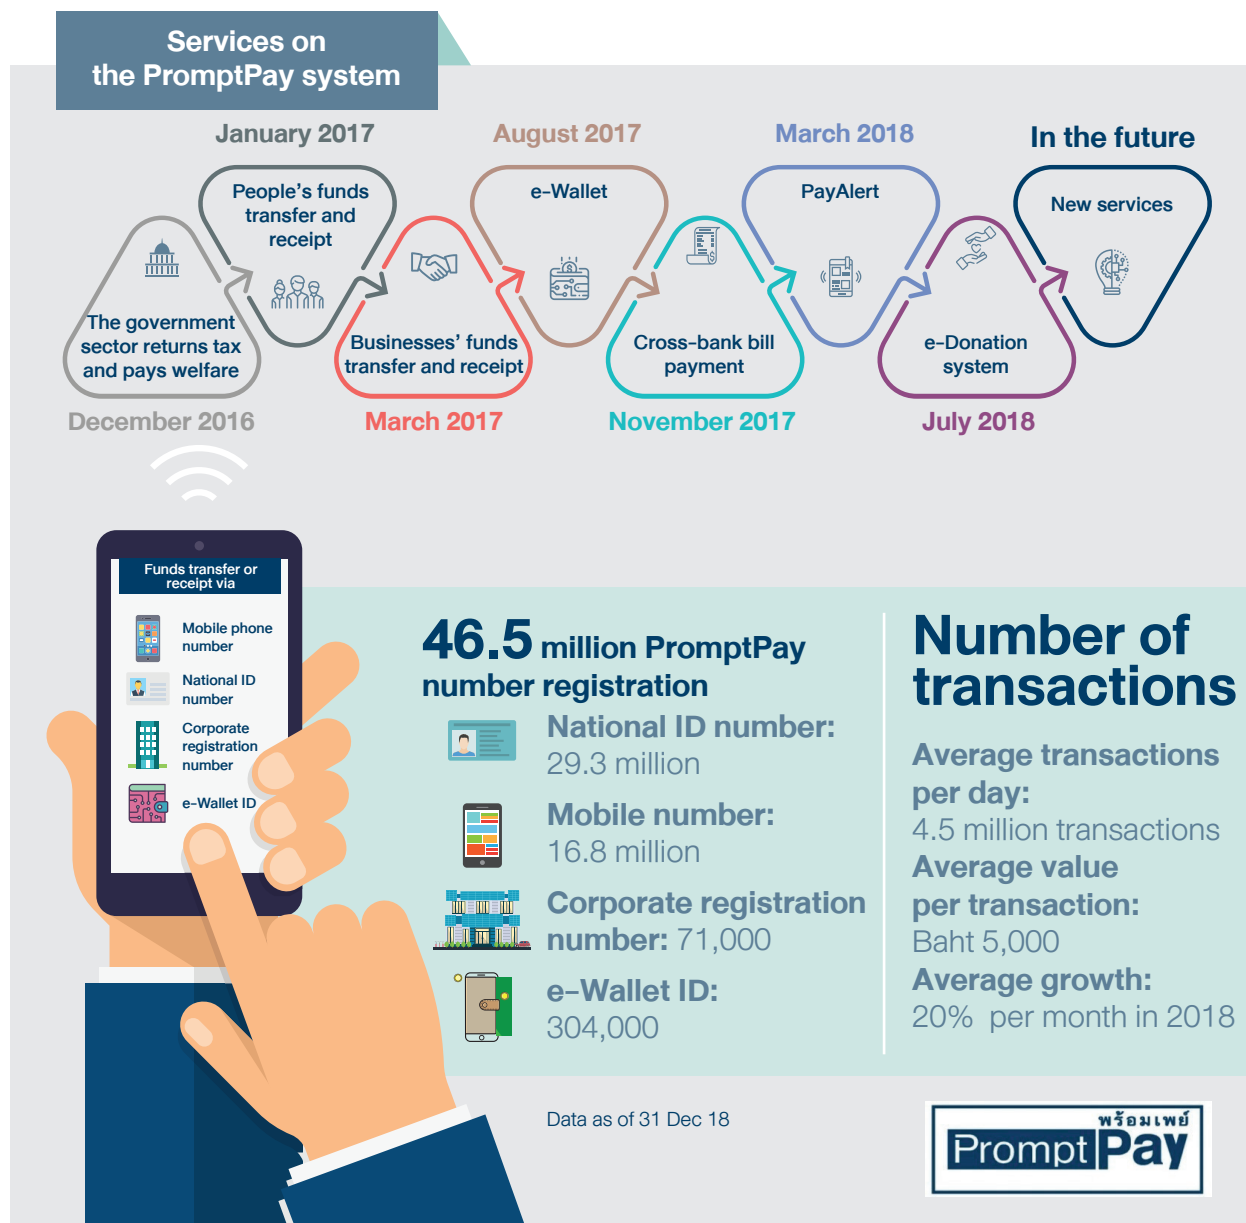 Services on
the PromptPay system
January 2017
August 2017
March 2018
In the future
People's funds
transfer and
receipt
e-Wallet
PayAlert
New services
The government
sector returns tax
and pays welfare
Businesses' funds
transfer and receipt
Cross-bank bill
payment
e-Donation
system
December 2016
March 2017
November 2017
July 2018
Funds transfer or
receipt via
Mobile phone
number
National ID
number
Corporate
registration
number
e-Wallet ID
46.5 million PromptPay
number registration
National ID number:
29.3 million
Mobile number:
16.8 million
Corporate registration
number: 71,000
e-Wallet ID:
304,000
Number of
transactions
Average transactions
per day:
4.5 million transactions
Average value
per transaction:
Baht 5,000
Average growth:
20% per month in 2018
Data as of 31 Dec 18
พร้อมเพย์
PromptPay